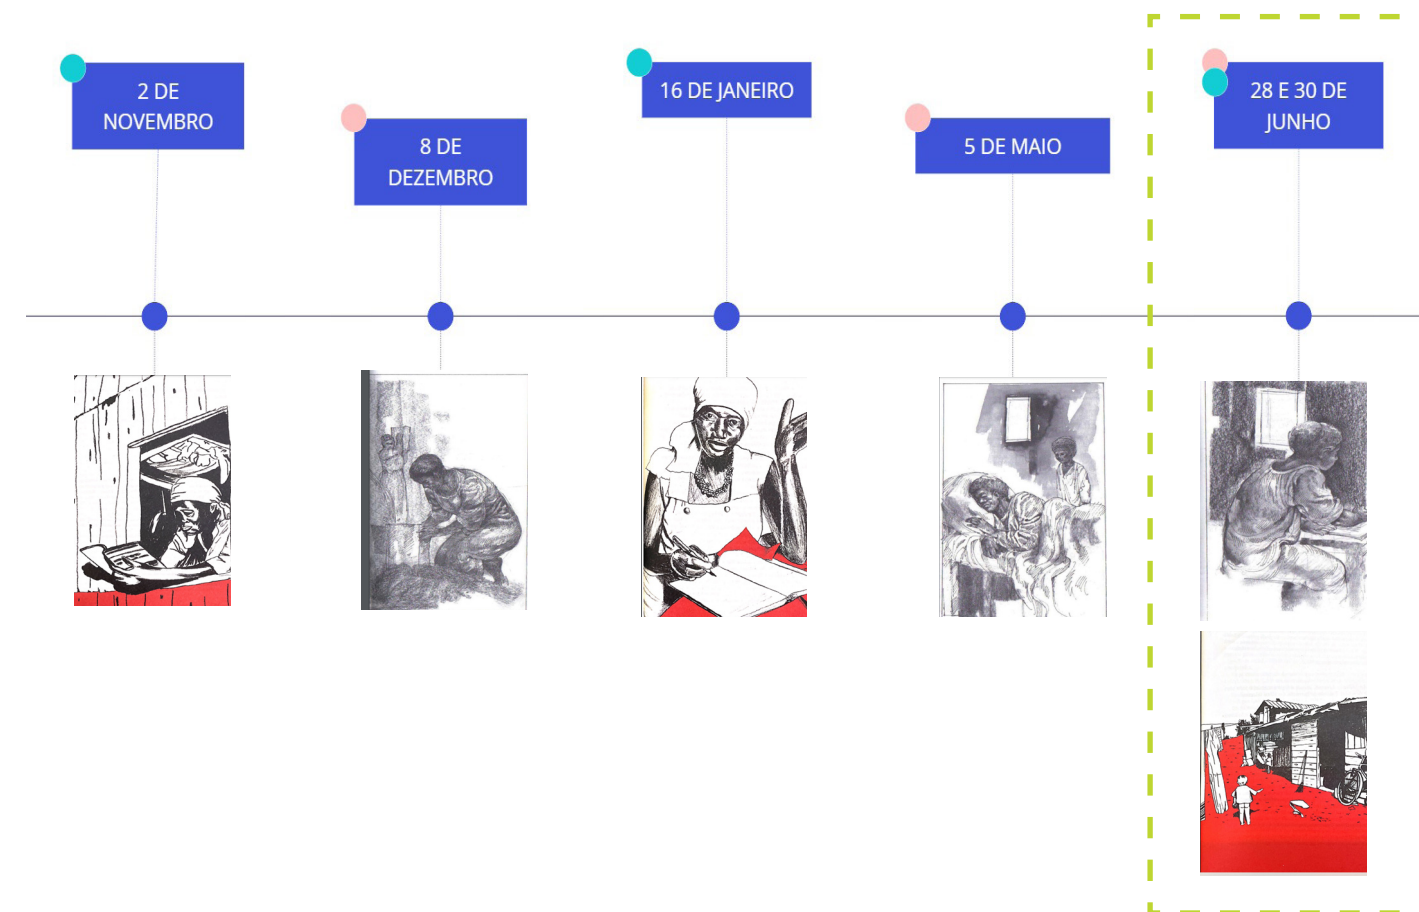 2 DE
NOVEMBRO
8 DE
DEZEMBRO
16 DE JANEIRO
5 DE MAIO
28 E 30 DE
JUNHO